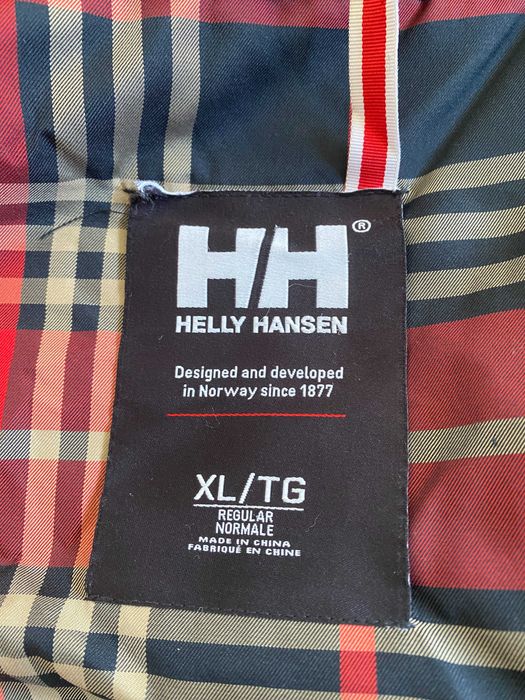 H/H®
HELLY HANSEN
Designed and developed
in Norway since 1877
XL/TG
REGULAR
NORMALE
MADE IN CHINA
FABRIQUÉ EN CHINE